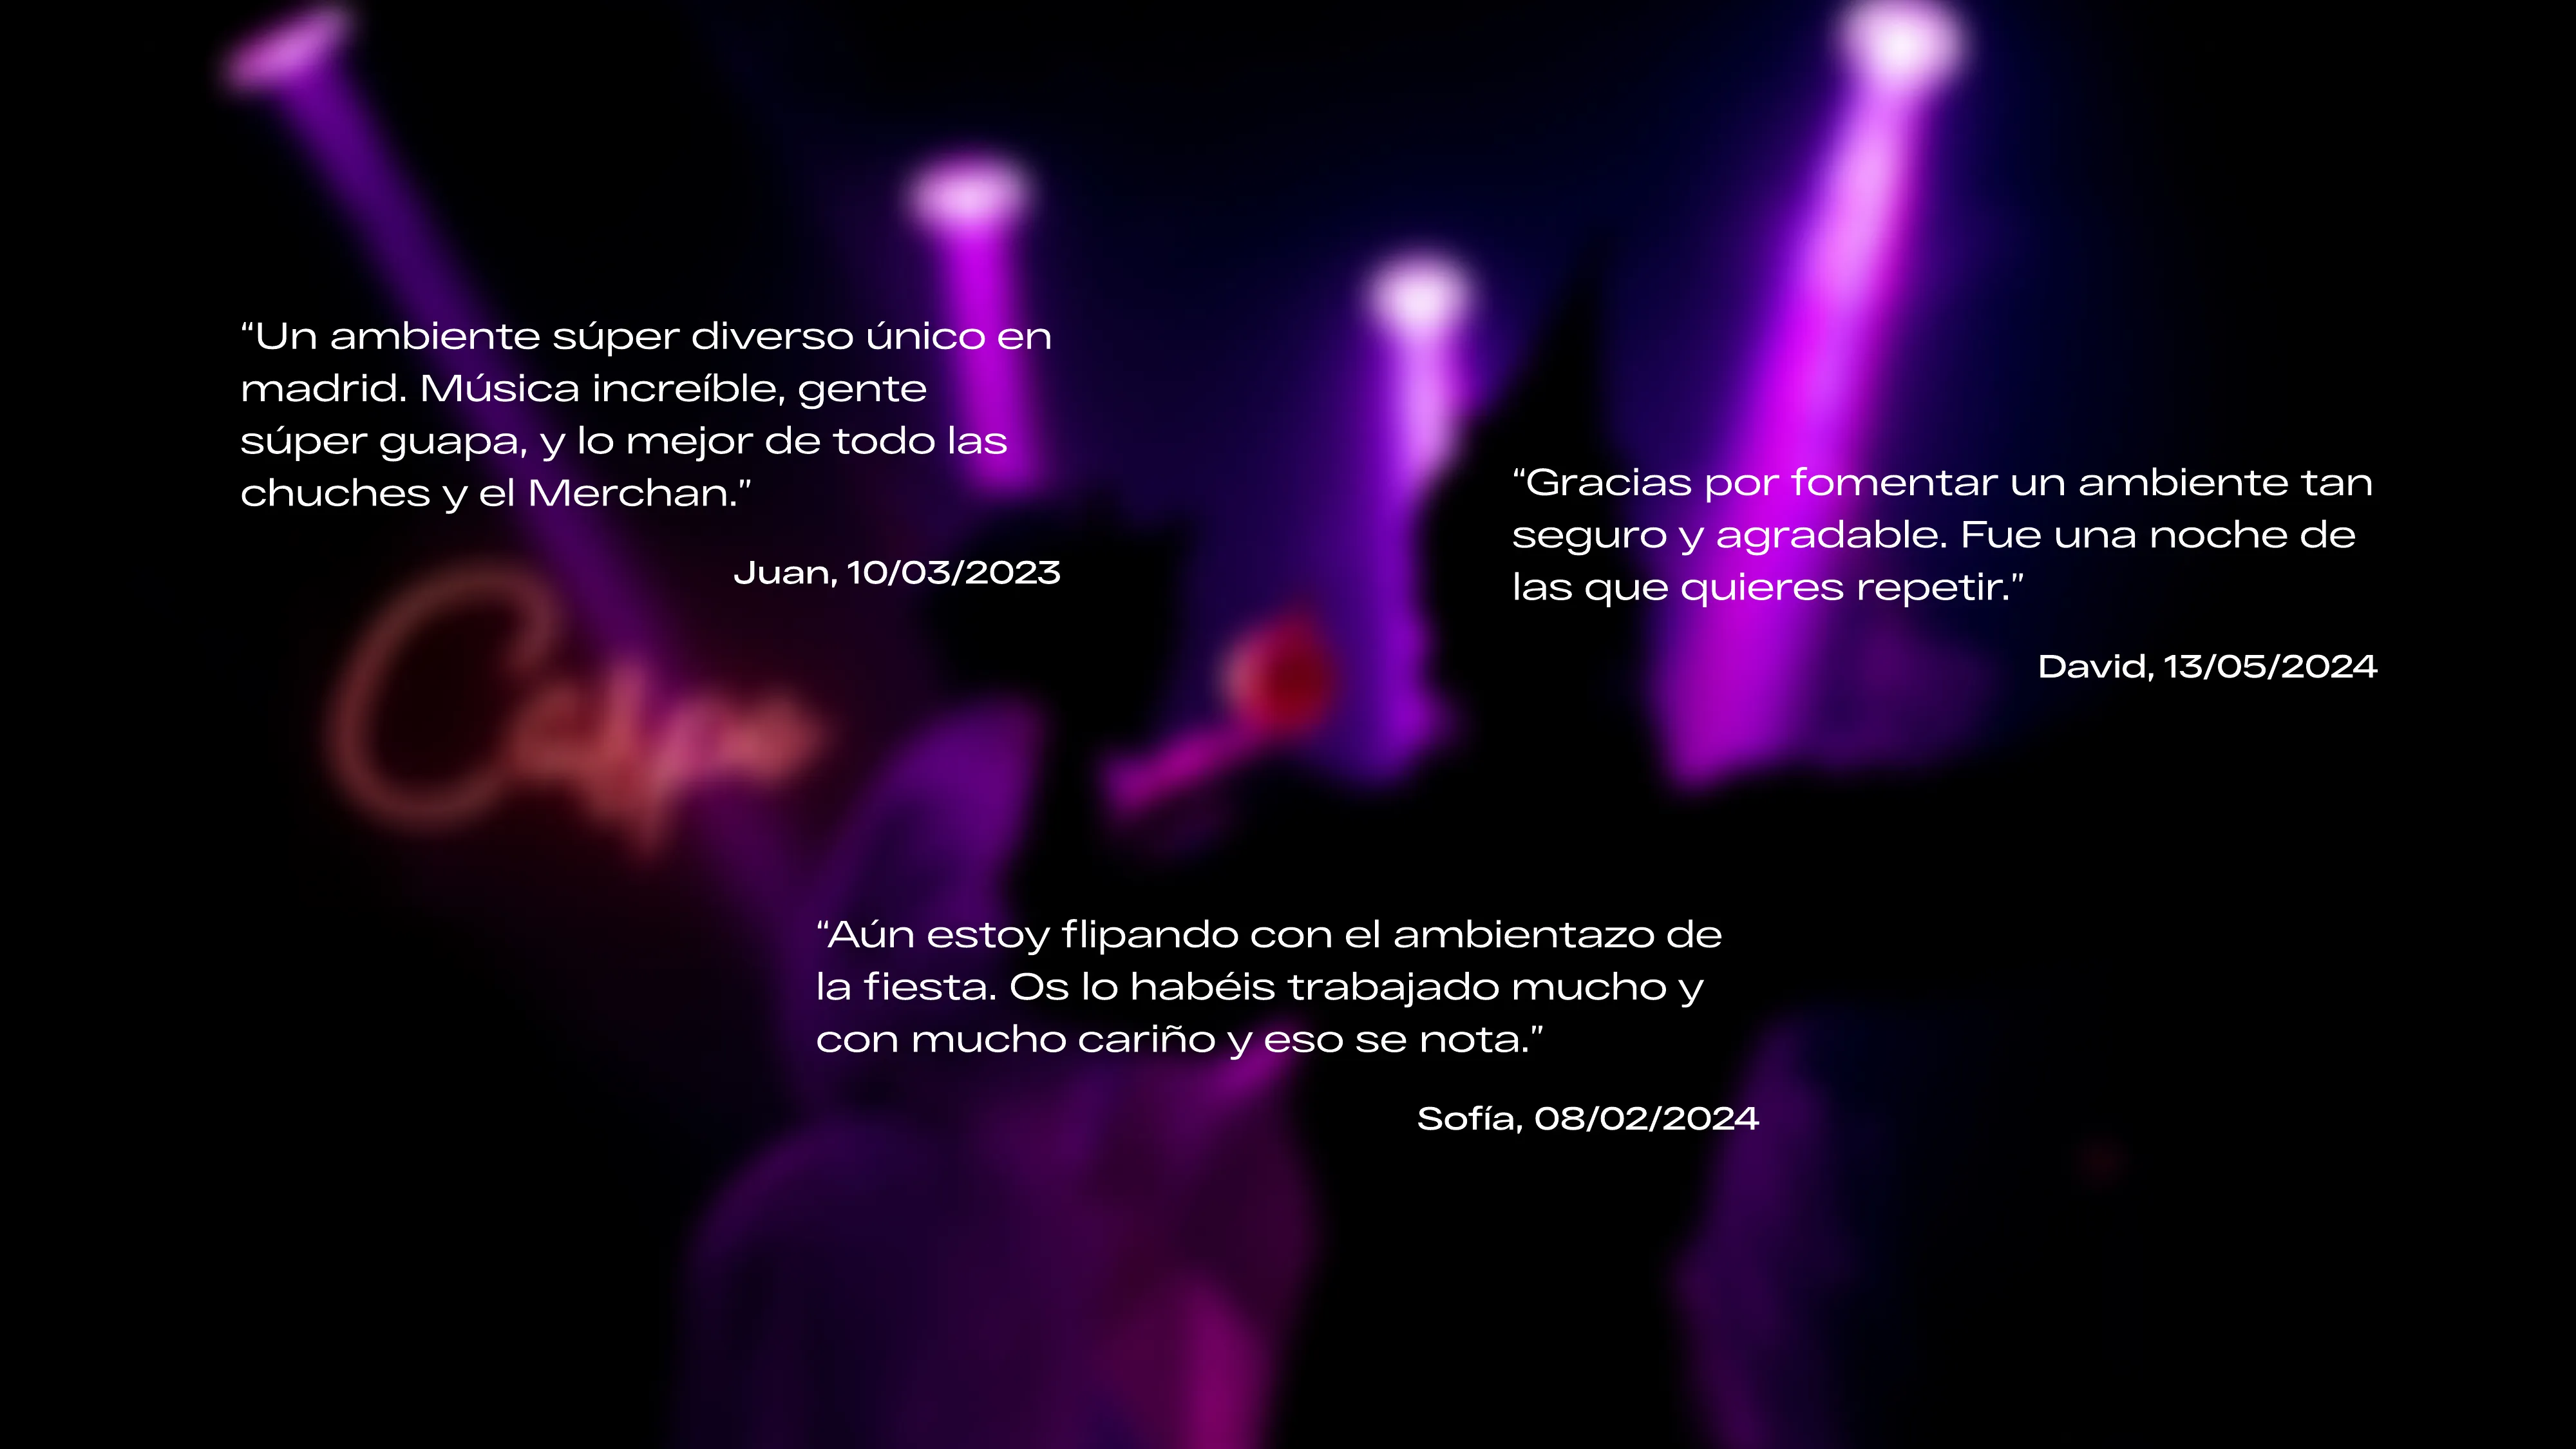 “Un ambiente súper diverso único en
madrid. Música increíble, gente
súper guapa, y lo mejor de todo las
chuches y el Merchan.”
Juan, 10/03/2023
“Gracias por fomentar un ambiente tan
seguro y agradable. Fue una noche de
las que quieres repetir.”
David, 13/05/2024
“Aún estoy flipando con el ambientazo de
la fiesta. Os lo habéis trabajado mucho y
con mucho cariño y eso se nota.”
Sofía, 08/02/2024